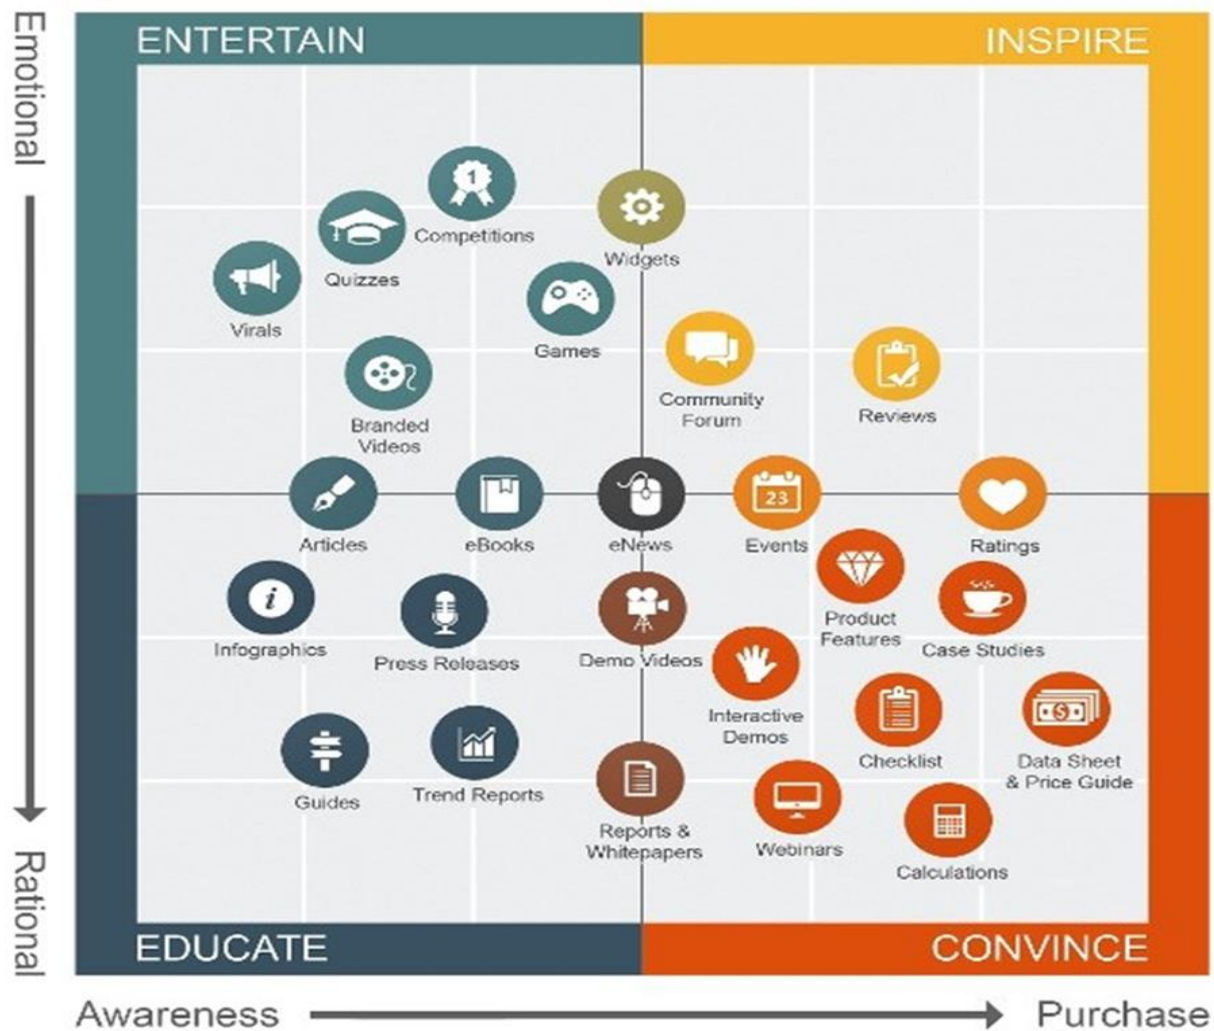 Emotional
ENTERTAIN
INSPIRE
1
Competitions
Widgets
Quizzes
Virals
Games
Community
Forum
Reviews
Branded
Videos
23
Articles
eBooks
eNews
Events
Ratings
i
Infographics
Press Releases
Demo Videos
Product
Features
Case Studies
Interactive
Demos
Checklist
$
Data Sheet
& Price Guide
Guides
Trend Reports
Reports &
Whitepapers
Webinars
Calculations
Rational
EDUCATE
CONVINCE
Awareness
Purchase